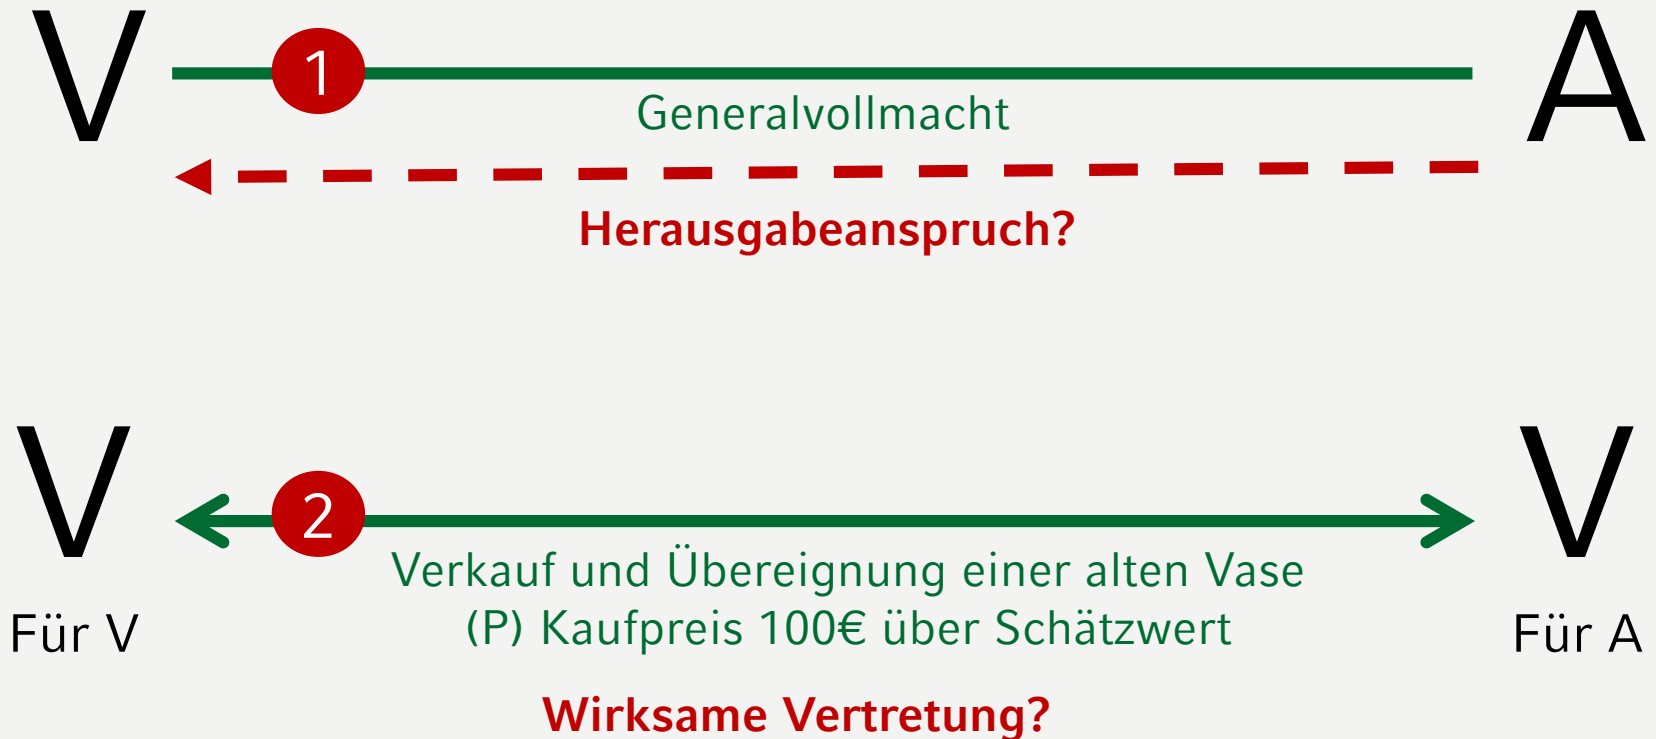 V 1 A
Generalvollmacht
Herausgabeanspruch?
V 2 V
Verkauf und Übereignung einer alten Vase
Für V (P) Kaufpreis 100€ über Schätzwert Für A
Wirksame Vertretung?